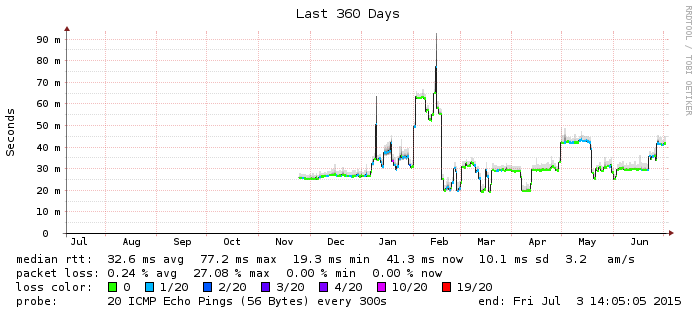 Last 360 Days
RRDTOOL / TOBI OETIKER
Seconds
90 m
80 m
70 m
60 m
50 m
40 m
30 m
20 m
10 m
0
Jul Aug Sep Oct Nov Dec Jan Feb Mar Apr May Jun
median rtt: 32.6 ms avg 77.2 ms max 19.3 ms min 41.3 ms now 10.1 ms sd 3.2 am/s
packet loss: 0.24 % avg 27.08 % max 0.00 % min 0.00 % now
loss color: 0 1/20 2/20 3/20 4/20 10/20 19/20
probe: 20 ICMP Echo Pings (56 Bytes) every 300s end: Fri Jul 3 14:05:05 2015